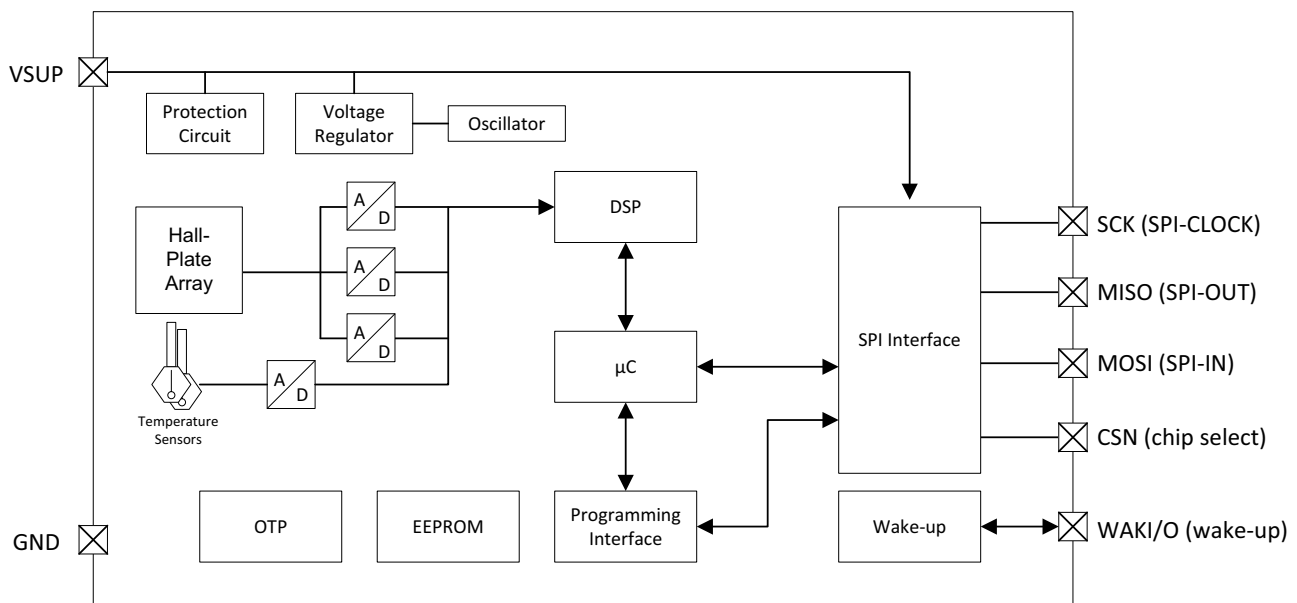 VSUP
Protection
Circuit
Voltage
Regulator
Oscillator
A
D
DSP
Hall-
Plate
Array
A
D
A
D
SCK (SPI-CLOCK)
MISO (SPI-OUT)
SPI Interface
µC
MOSI (SPI-IN)
A
D
Temperature
Sensors
CSN (chip select)
OTP
EEPROM
Programming
Interface
Wake-up
WAKI/O (wake-up)
GND